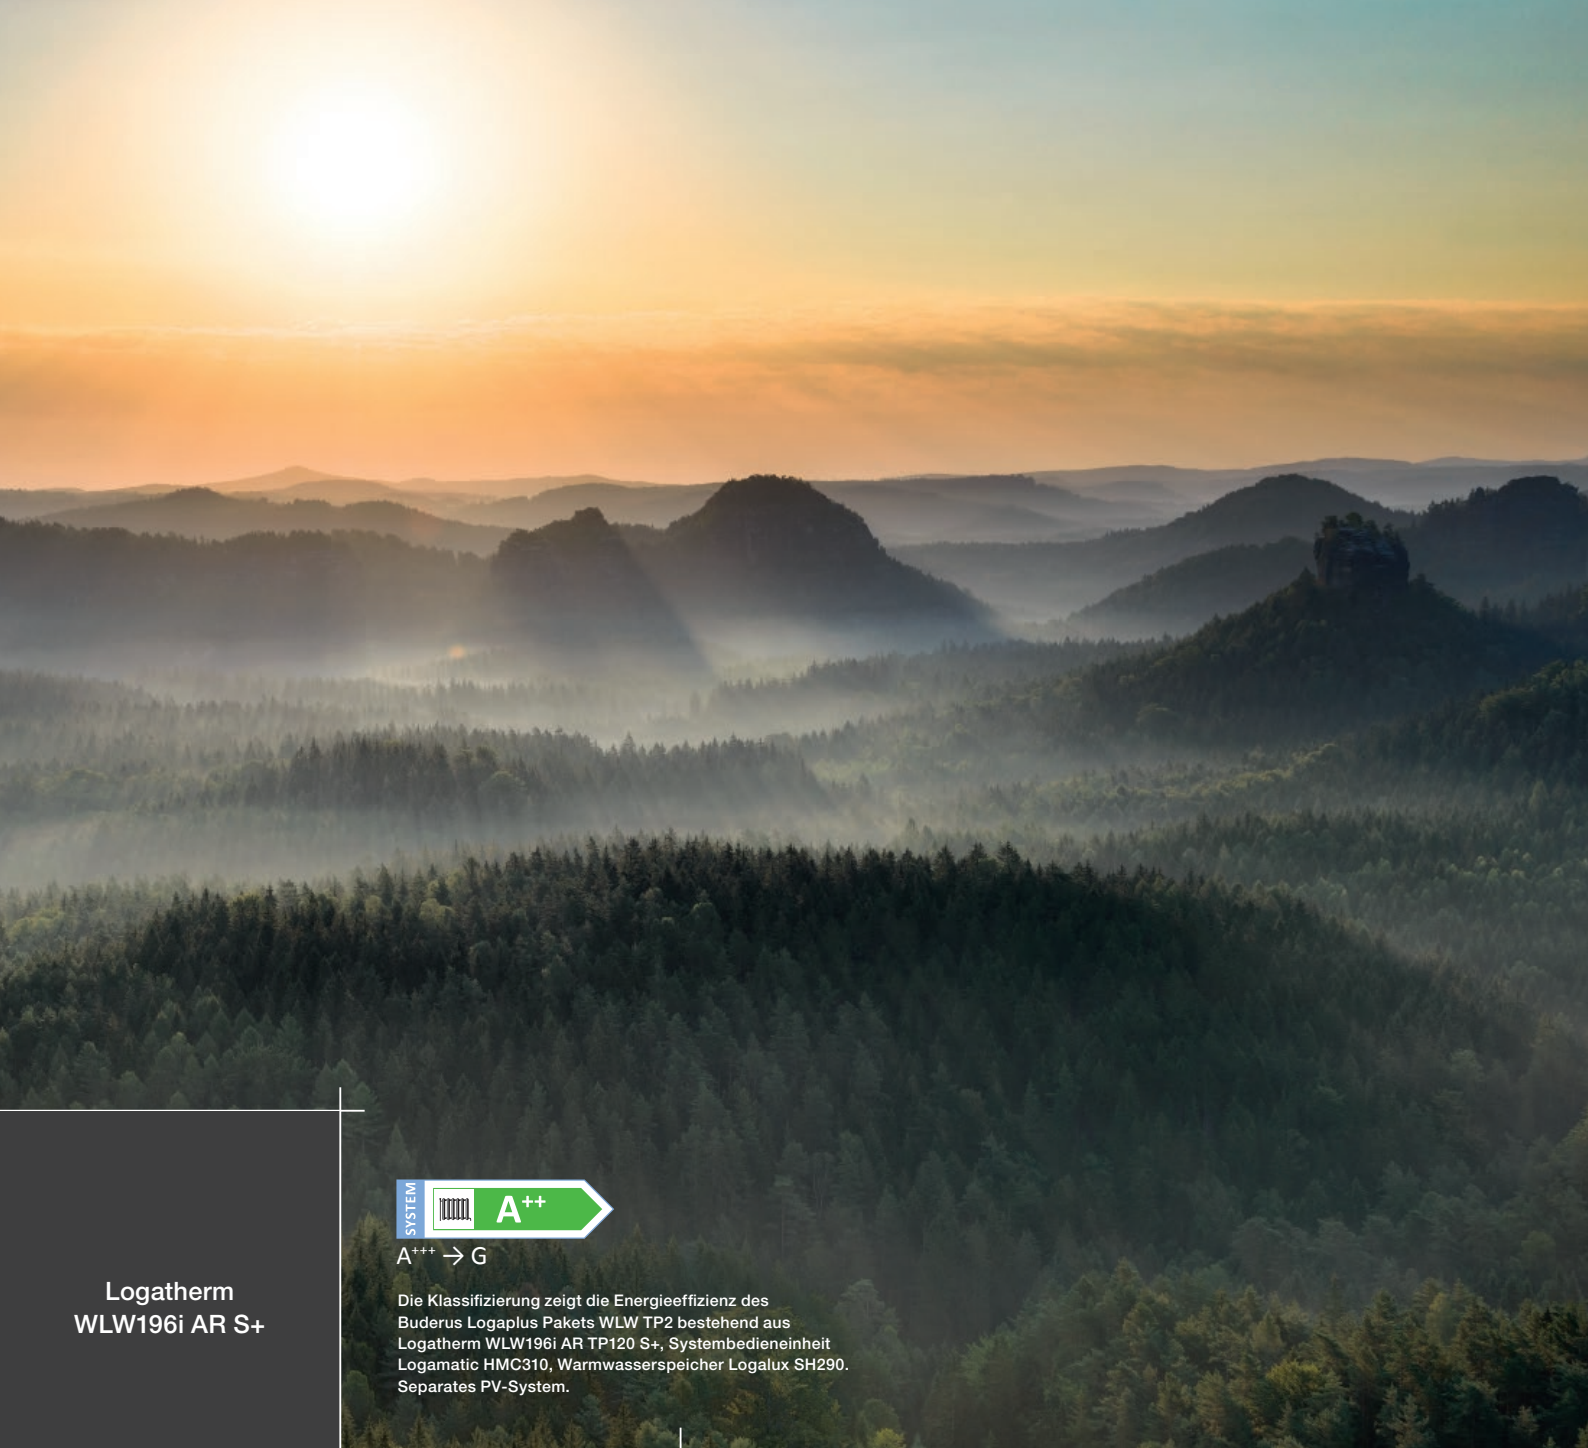 Logatherm
WLW196i AR S+
SYSTEM
A++
A+++ → G
Die Klassifizierung zeigt die Energieeffizienz des
Buderus Logaplus Pakets WLW TP2 bestehend aus
Logatherm WLW196i AR TP120 S+, Systembedieneinheit
Logamatic HMC310, Warmwasserspeicher Logalux SH290.
Separates PV-System.